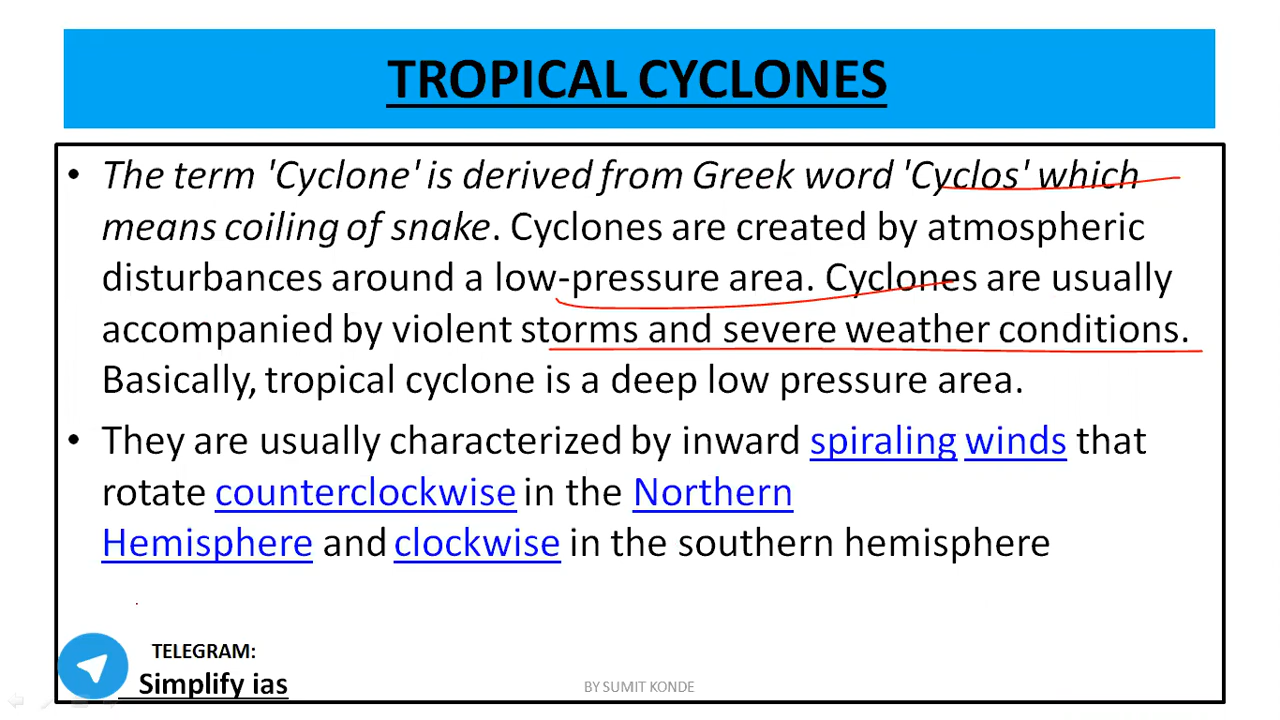 TROPICAL CYCLONES
• The term 'Cyclone' is derived from Greek word 'Cyclos' which
means coiling of snake. Cyclones are created by atmospheric
disturbances around a low-pressure area. Cyclones are usually
accompanied by violent storms and severe weather conditions.
Basically, tropical cyclone is a deep low pressure area.
• They are usually characterized by inward spiraling winds that
rotate counterclockwise in the Northern
Hemisphere and clockwise in the southern hemisphere
TELEGRAM:
Simplify ias
BY SUMIT KONDE